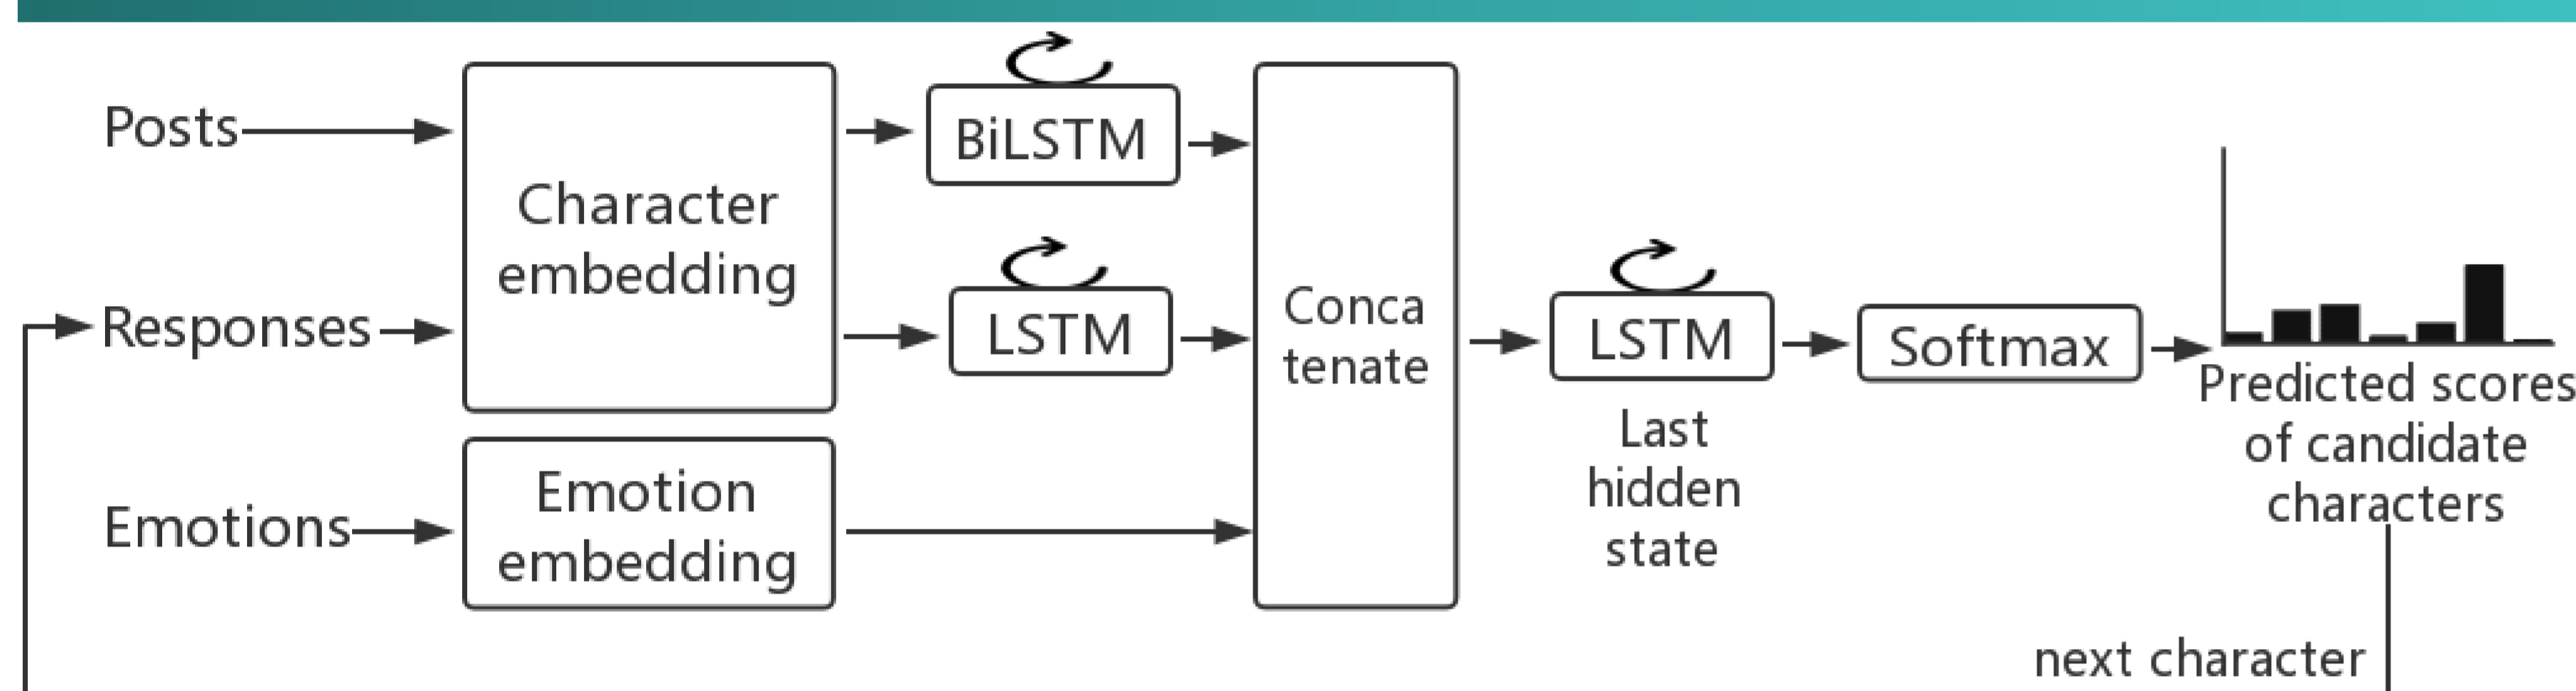 Posts
Character
embedding
BiLSTM
Responses
LSTM
Conca
tenate
LSTM
Last
hidden
state
Softmax
Predicted scores
of candidate
characters
Emotions
Emotion
embedding
next character